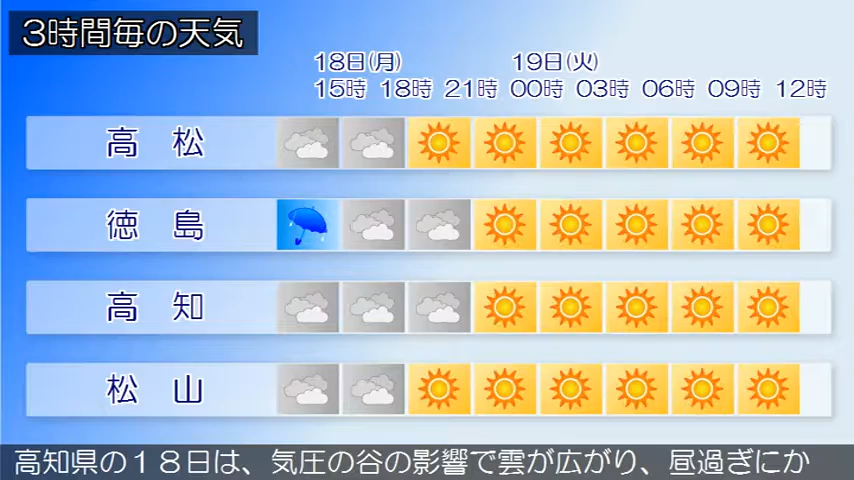 3時間毎の天気
18日(月) 19日(火)
15時 18時 21時 00時 03時 06時 09時 12時
高 松
徳 島
高 知
松 山
高知県の18日は、気圧の谷の影響で雲が広がり、昼過ぎにか